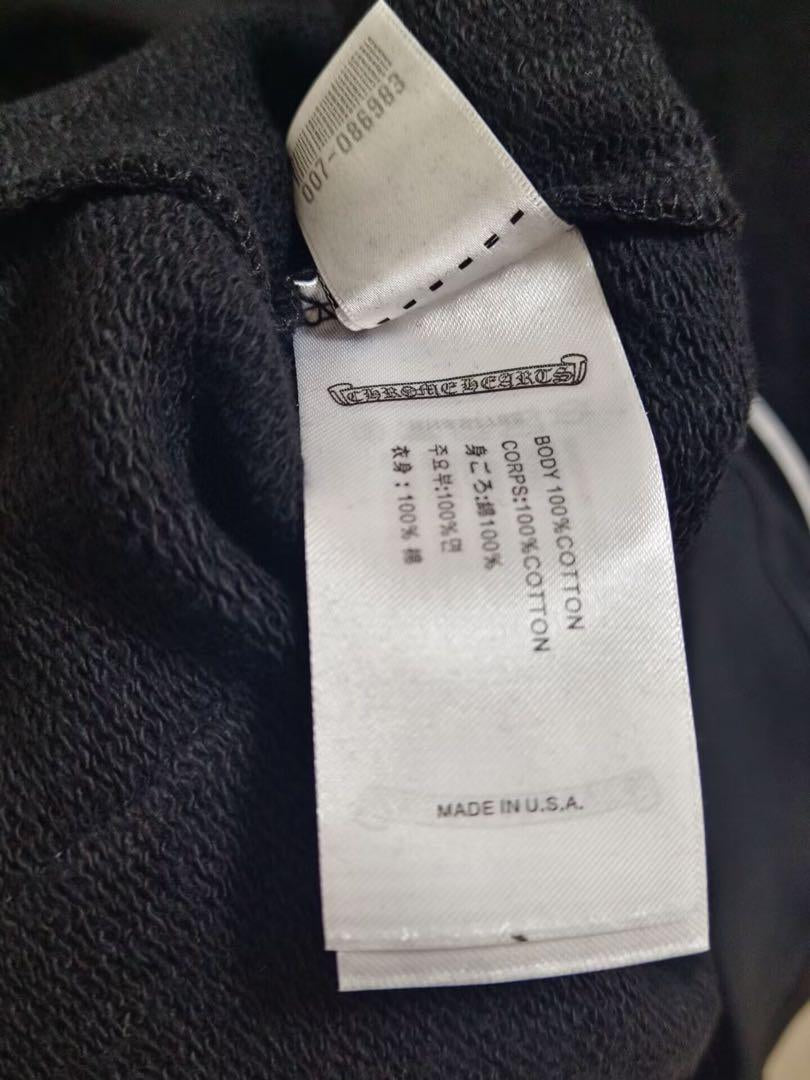 007-086983
CHROME HEARTS
BODY 100%COTTON
CORPS:100%COTTON
身ごろ:綿100%
주요부:100%면
衣身：100% 棉
MADE IN U.S.A.